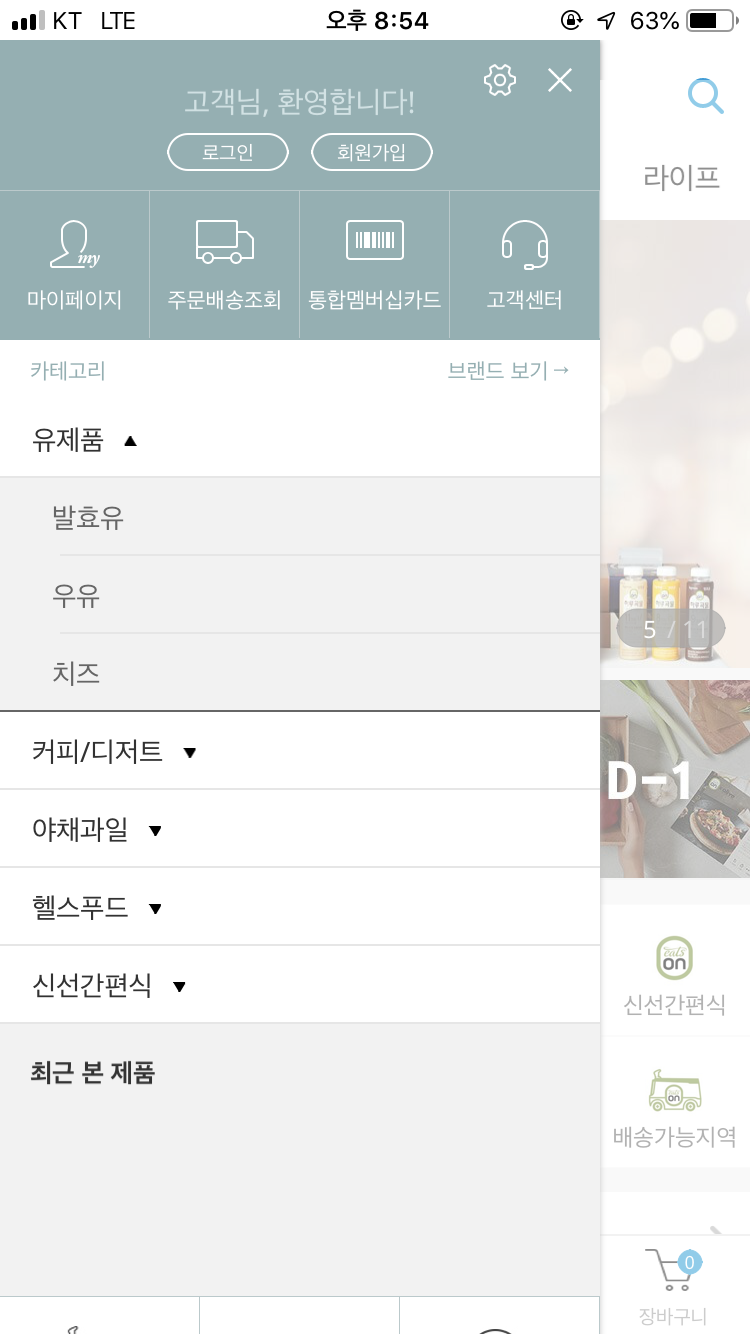 KT LTE 오후 8:54 63%
고객님, 환영합니다!
로그인 회원가입
라이프
my
마이페이지 주문배송조회 통합멤버십카드 고객센터
카테고리 브랜드 보기→
유제품 ▲
발효유
우유
5 / 11
치즈
커피/디저트 ▼
D-1
야채과일 ▼
헬스푸드 ▼
eats
on
신선간편식 ▼
신선간편식
최근 본 제품
on
배송가능지역
0
장바구니